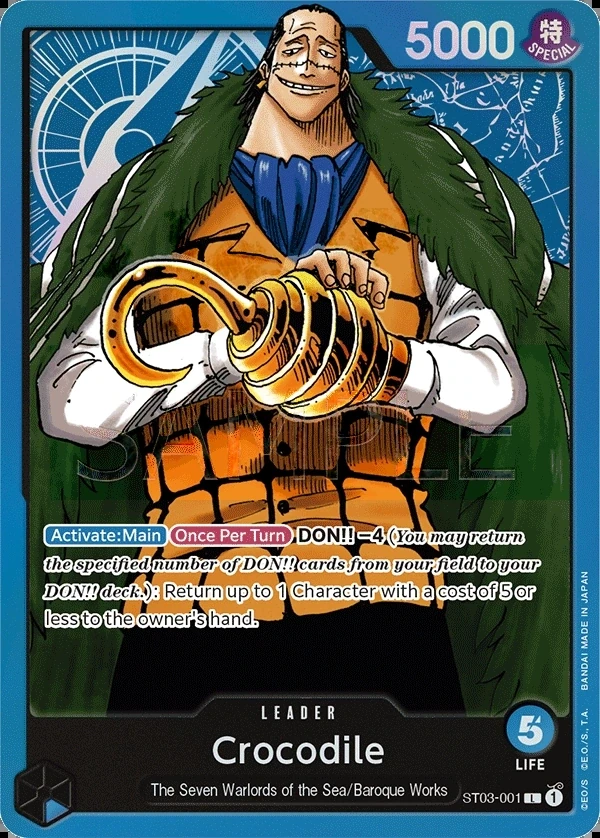 5000
特
SPECIAL
SAMPLE
Activate:Main Once Per Turn DON!! −4 (You may return
the specified number of DON!! cards from your field to your
DON!! deck.): Return up to 1 Character with a cost of 5 or
less to the owner's hand.
LEADER
Crocodile
The Seven Warlords of the Sea/Baroque Works
5
LIFE
ST03-001 L 1
©EO/S ©E.O./S., T.A. BANDAI MADE IN JAPAN